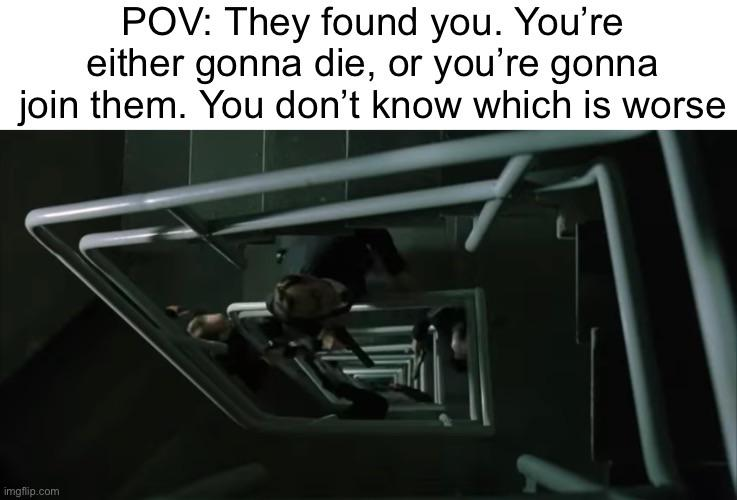 POV: They found you. You’re
either gonna die, or you’re gonna
join them. You don’t know which is worse
imgflip.com